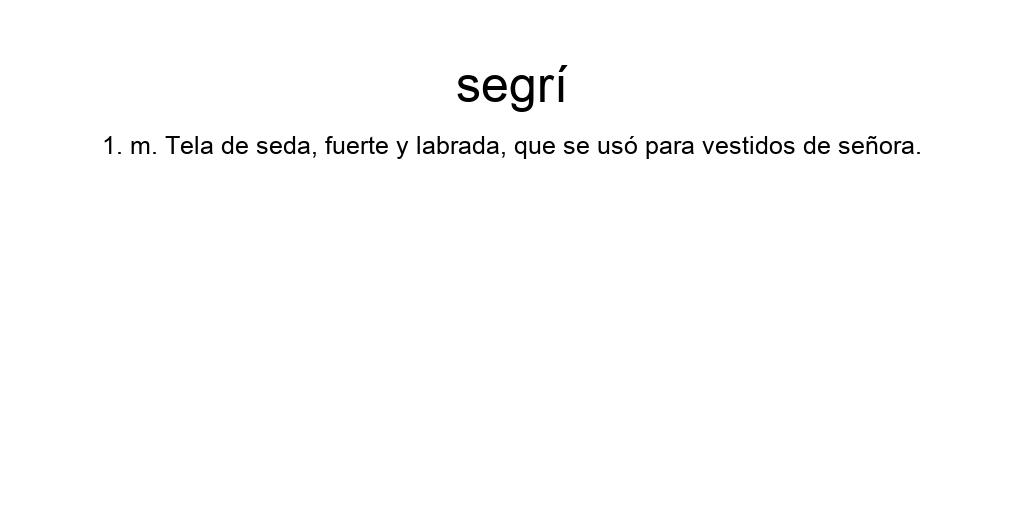 segrí
1. m. Tela de seda, fuerte y labrada, que se usó para vestidos de señora.